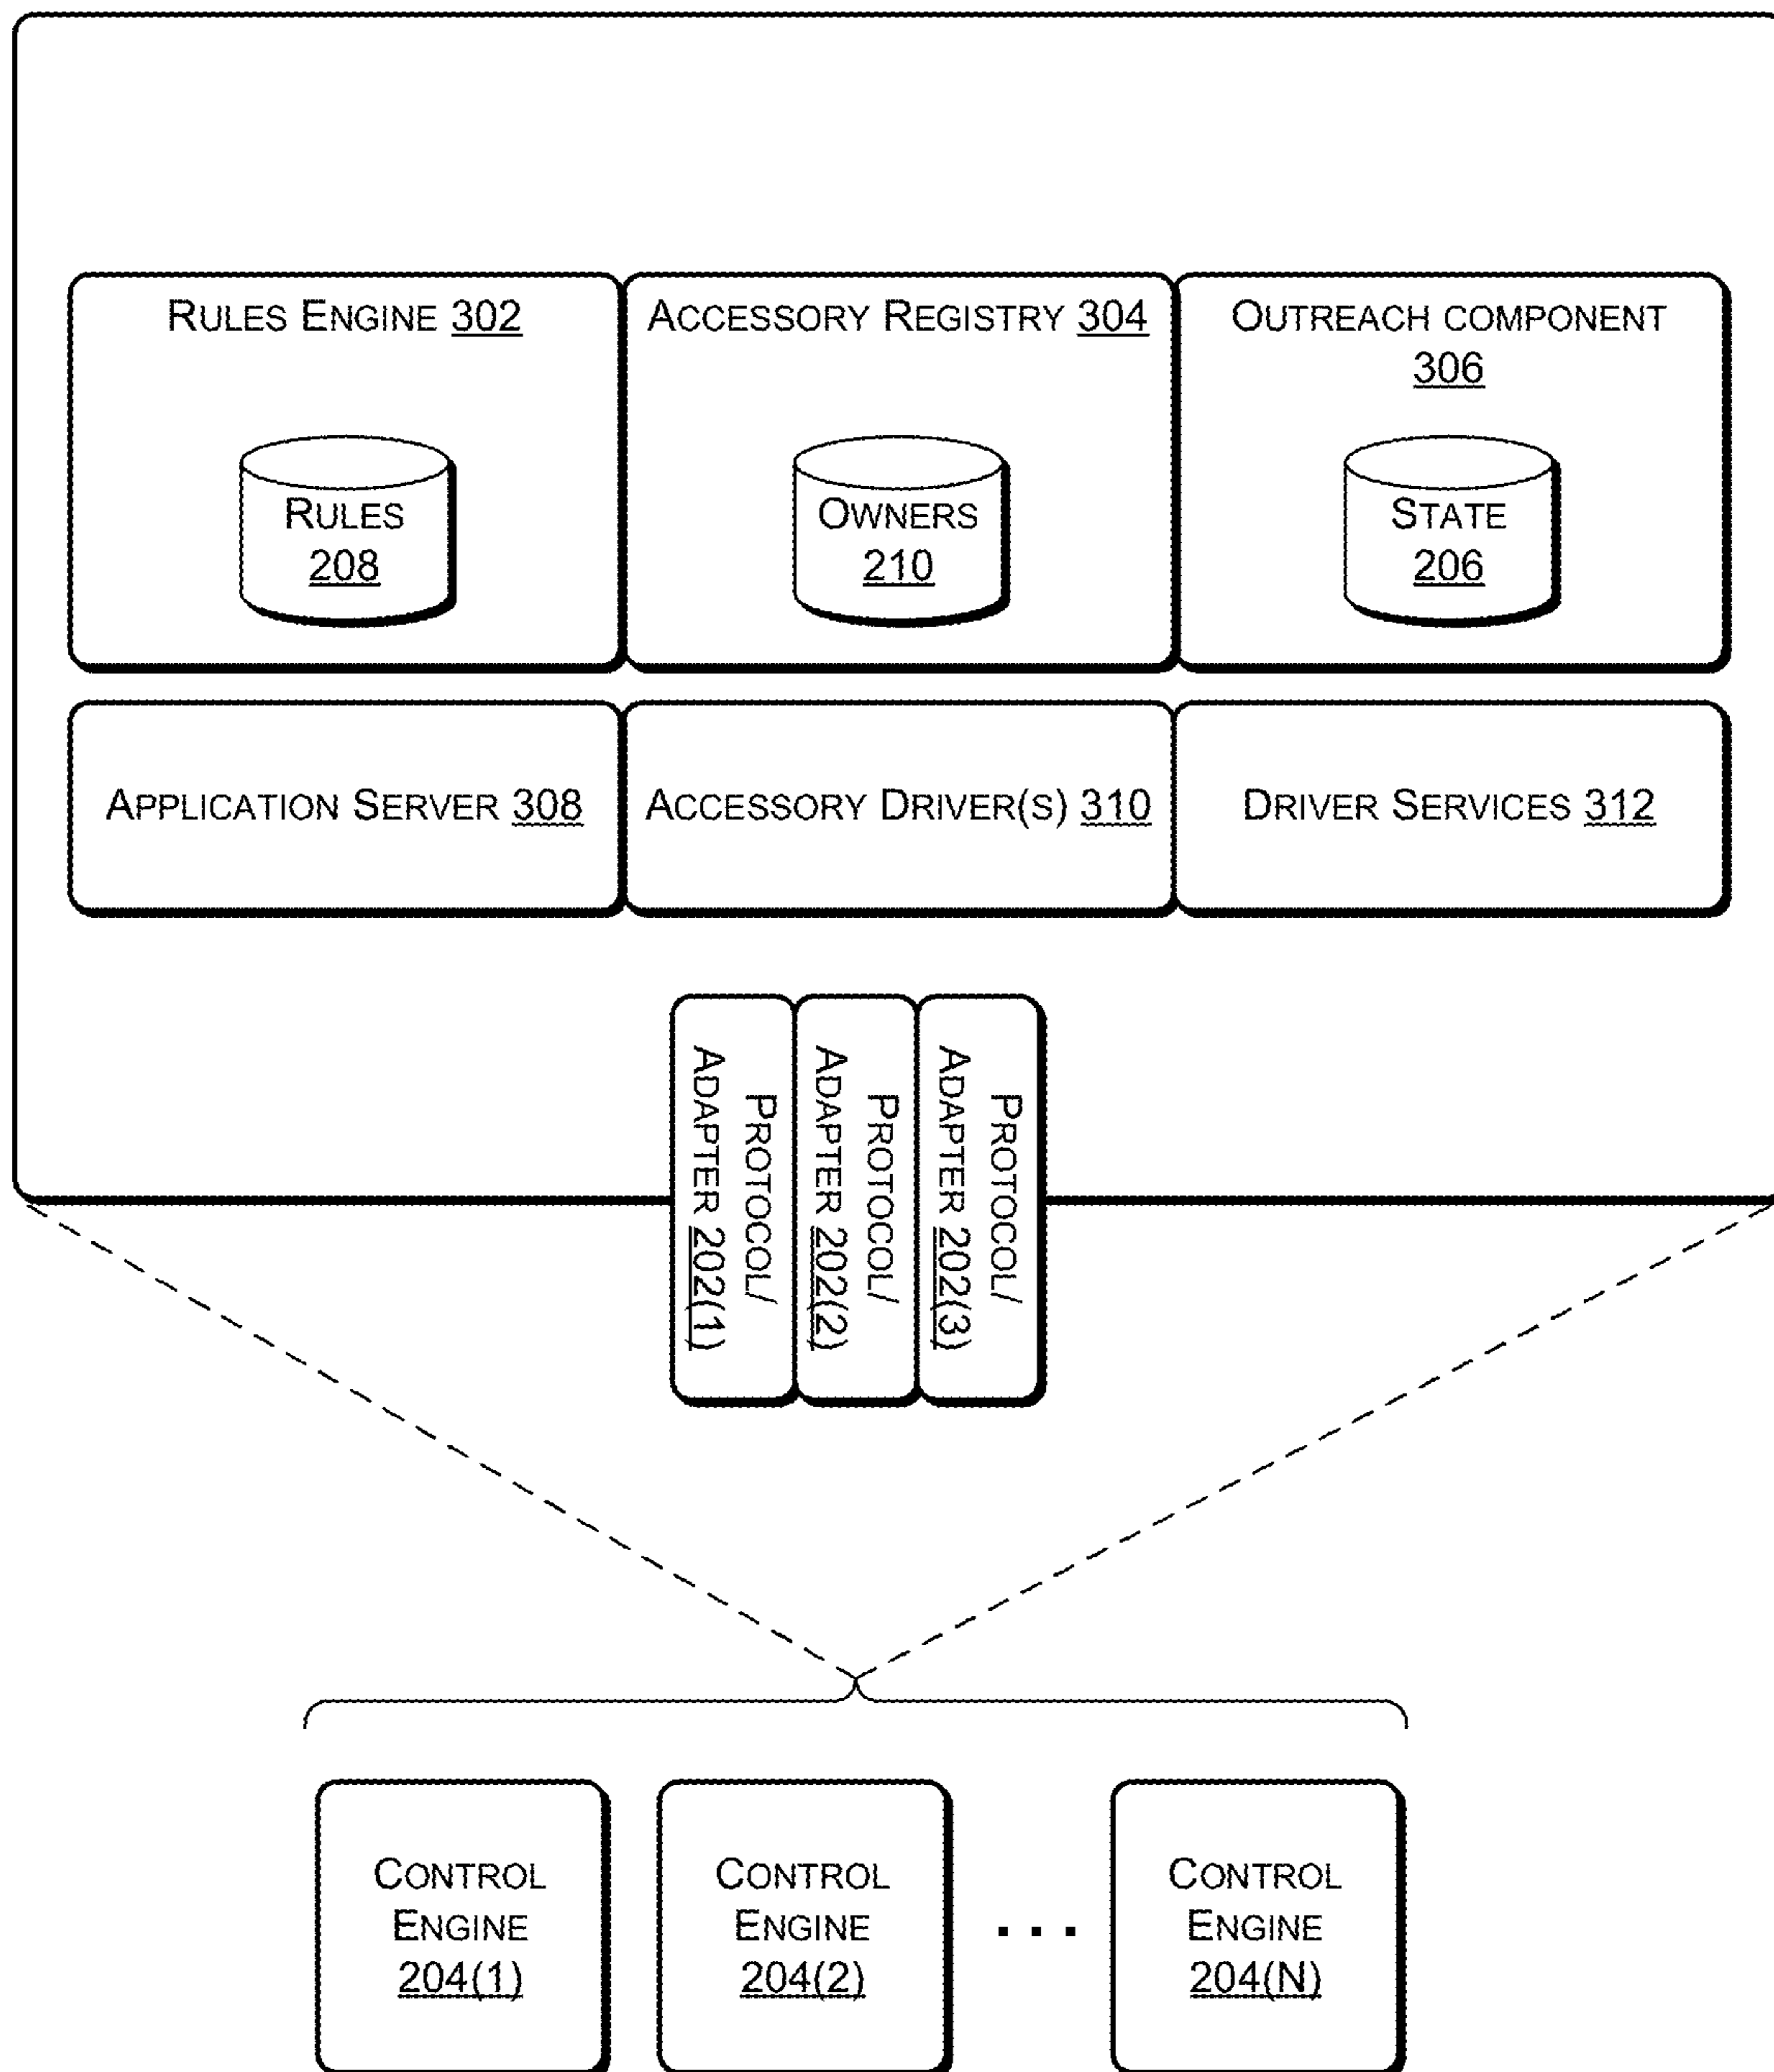 RULES ENGINE 302
ACCESSORY REGISTRY 304
OUTREACH COMPONENT
306
RULES
208
OWNERS
210
STATE
206
APPLICATION SERVER 308
ACCESSORY DRIVER(S) 310
DRIVER SERVICES 312
PROTOCOL/
ADAPTER 202(1)
PROTOCOL/
ADAPTER 202(2)
PROTOCOL/
ADAPTER 202(3)
CONTROL
ENGINE
204(1)
CONTROL
ENGINE
204(2)
...
CONTROL
ENGINE
204(N)